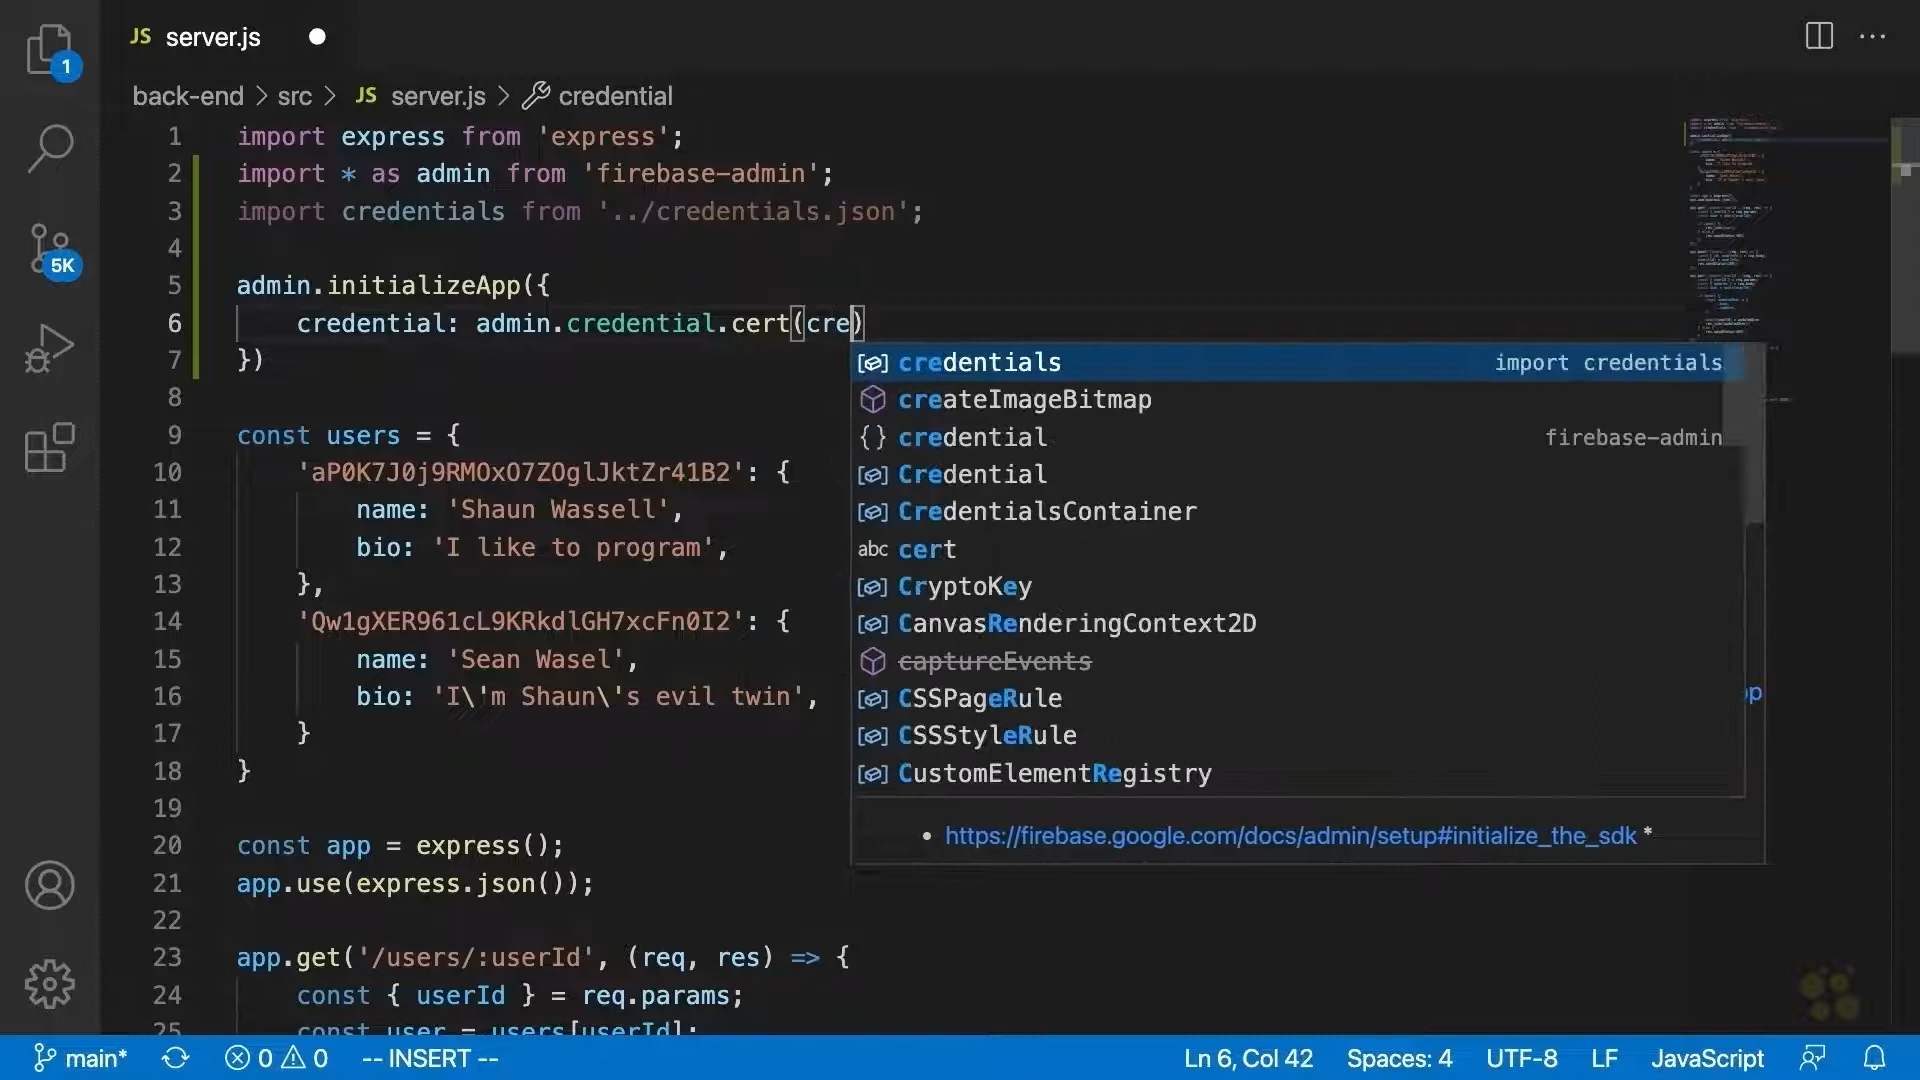 JS server.js
1
5K
back-end > src > JS server.js > credential
1 import express from 'express';
2 import * as admin from 'firebase-admin';
3 import credentials from '../credentials.json';
4
5 admin.initializeApp({
6 credential: admin.credential.cert(cre)
7 })
8
9 const users = {
10 'aP0K7J0j9RMOxO7ZOglJktZr41B2': {
11 name: 'Shaun Wassell',
12 bio: 'I like to program',
13 },
14 'Qw1gXER961cL9KRkdlGH7xcFn0I2': {
15 name: 'Sean Wasel',
16 bio: 'I\'m Shaun\'s evil twin',
17 }
18 }
19
20 const app = express();
21 app.use(express.json());
22
23 app.get('/users/:userId', (req, res) => {
24 const { userId } = req.params;
25 const user = users[userId];
credentials import credentials
createImageBitmap
{} credential firebase-admin
Credential
CredentialsContainer
abc cert
CryptoKey
CanvasRenderingContext2D
captureEvents
CSSPageRule
CSSStyleRule
CustomElementRegistry
• https://firebase.google.com/docs/admin/setup#initialize_the_sdk *
main* 0 0 -- INSERT -- Ln 6, Col 42 Spaces: 4 UTF-8 LF JavaScript